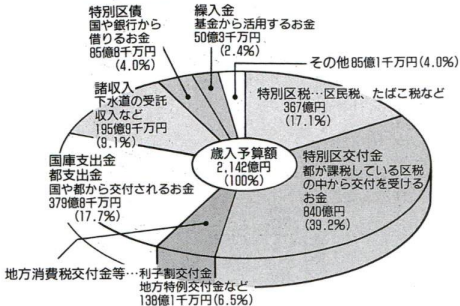 特別区債
国や銀行から
借りるお金
85億8千万円
(4.0%)
繰入金
基金から活用するお金
50億3千万円
(2.4%)
その他85億1千万円(4.0%)
特別区税…区民税、たばこ税など
367億円
(17.1%)
諸収入
下水道の受託
収入など
195億9千万円
(9.1%)
歳入予算額
2,142億円
(100%)
特別区交付金
都が課税している区税
の中から交付を受ける
お金
840億円
(39.2%)
国庫支出金
都支出金
国や都から交付されるお金
379億8千万円
(17.7%)
地方消費税交付金等…利子割交付金
地方特例交付金など
138億1千万円(6.5%)